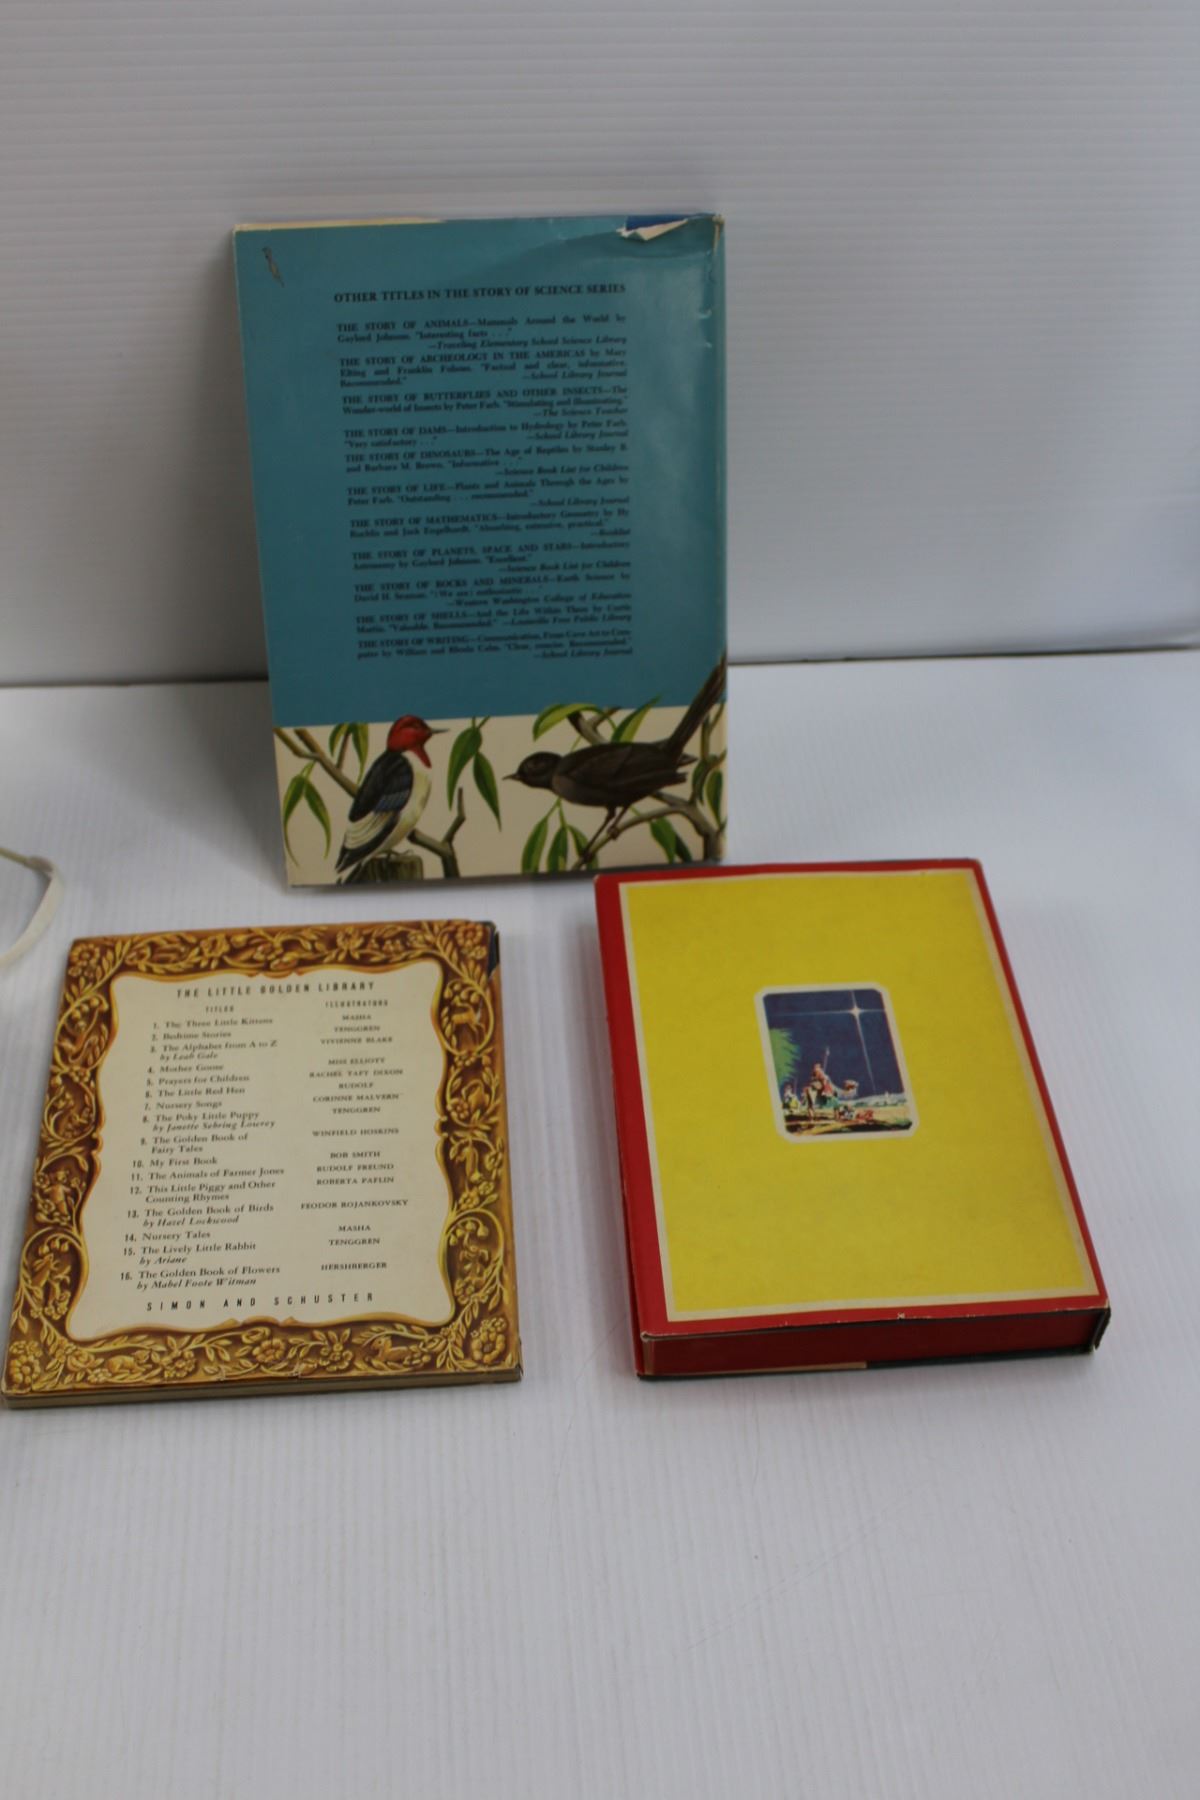 OTHER TITLES IN THE STORY OF SCIENCE SERIES
THE STORY OF ANIMALS—Mammals Around the World by
Gaylord Johnson. "Interesting facts . . ."
—Traveling Elementary School Science Library
THE STORY OF ARCHEOLOGY IN THE AMERICAS by Mary
Elting and Franklin Folsom. "Factual and clear, informative.
Recommended." —School Library Journal
THE STORY OF BUTTERFLIES AND OTHER INSECTS—The
Wonder-world of Insects by Peter Farb. "Stimulating and illuminating."
—The Science Teacher
THE STORY OF DAMS—Introduction to Hydrology by Peter Farb.
"Very satisfactory . . ." —School Library Journal
THE STORY OF DINOSAURS—The Age of Reptiles by Stanley B.
and Barbara M. Brown. "Informative . . ."
—Science Book List for Children
THE STORY OF LIFE—Plants and Animals Through the Ages by
Peter Farb. "Outstanding . . . recommended."
—School Library Journal
THE STORY OF MATHEMATICS—Introductory Geometry by Hy
Ruchlis and Jack Engelhardt. "Absorbing, extensive, practical."
—Booklist
THE STORY OF PLANETS, SPACE AND STARS—Introductory
Astronomy by Gaylord Johnson. "Excellent."
—Science Book List for Children
THE STORY OF ROCKS AND MINERALS—Earth Science by
David H. Seaman. "(We are) enthusiastic . . ."
—Western Washington College of Education
THE STORY OF SHELLS—And the Life Within Them by Curtis
Martin. "Valuable. Recommended." —Louisville Free Public Library
THE STORY OF WRITING—Communication, From Cave Art to Com-
puter by William and Rhoda Cahn. "Clear, concise. Recommended."
—School Library Journal
THE LITTLE GOLDEN LIBRARY
TITLES ILLUSTRATORS
1. The Three Little Kittens MASHA
2. Bedtime Stories TENGGREN
3. The Alphabet from A to Z VIVIENNE BLAKE
by Leah Gale
4. Mother Goose MISS ELLIOTT
5. Prayers for Children RACHEL TAFT DIXON
6. The Little Red Hen RUDOLF
7. Nursery Songs CORINNE MALVERN
8. The Poky Little Puppy TENGGREN
by Janette Sebring Lowrey
9. The Golden Book of WINFIELD HOSKINS
Fairy Tales
10. My First Book BOB SMITH
11. The Animals of Farmer Jones RUDOLF FREUND
12. This Little Piggy and Other ROBERTA PAFLIN
Counting Rhymes
13. The Golden Book of Birds FEODOR ROJANKOVSKY
by Hazel Lockwood
14. Nursery Tales MASHA
15. The Lively Little Rabbit TENGGREN
by Ariane
16. The Golden Book of Flowers HERSHBERGER
by Mabel Foote Witman
SIMON AND SCHUSTER